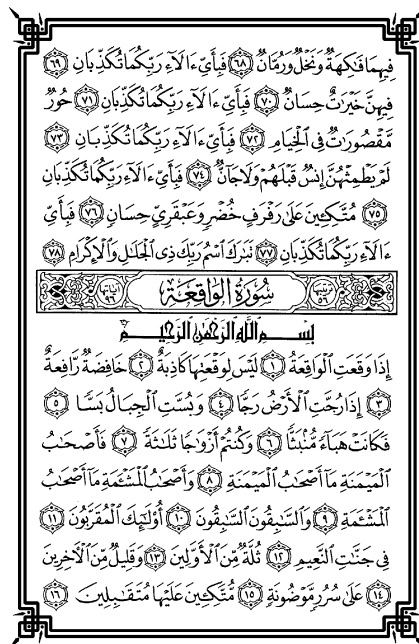 فِيهِمَا فَٰكِهَةٌ وَنَخْلٌ وَرُمَّانٌ ٦٨ فَبِأَىِّ ءَالَآءِ رَبِّكُمَا تُكَذِّبَانِ ٦٩
فِيهِنَّ خَيْرَٰتٌ حِسَانٌ ٧٠ فَبِأَىِّ ءَالَآءِ رَبِّكُمَا تُكَذِّبَانِ ٧١ حُورٌ
مَّقْصُورَٰتٌ فِى ٱلْخِيَامِ ٧٢ فَبِأَىِّ ءَالَآءِ رَبِّكُمَا تُكَذِّبَانِ ٧٣
لَمْ يَطْمِثْهُنَّ إِنسٌ قَبْلَهُمْ وَلَا جَآنٌّ ٧٤ فَبِأَىِّ ءَالَآءِ رَبِّكُمَا تُكَذِّبَانِ
٧٥ مُتَّكِـِٔينَ عَلَىٰ رَفْرَفٍ خُضْرٍ وَعَبْقَرِىٍّ حِسَانٍ ٧٦ فَبِأَىِّ
ءَالَآءِ رَبِّكُمَا تُكَذِّبَانِ ٧٧ تَبَٰرَكَ ٱسْمُ رَبِّكَ ذِى ٱلْجَلَٰلِ وَٱلْإِكْرَامِ ٧٨
ترتيبها ٥٦ سُورَةُ الوَاقِعَة آياتها ٩٦
بِسْمِ ٱللَّهِ ٱلرَّحْمَٰنِ ٱلرَّحِيمِ
إِذَا وَقَعَتِ ٱلْوَاقِعَةُ ١ لَيْسَ لِوَقْعَتِهَا كَاذِبَةٌ ٢ خَافِضَةٌ رَّافِعَةٌ
٣ إِذَا رُجَّتِ ٱلْأَرْضُ رَجًّا ٤ وَبُسَّتِ ٱلْجِبَالُ بَسًّا ٥
فَكَانَتْ هَبَآءً مُّنۢبَثًّا ٦ وَكُنتُمْ أَزْوَٰجًا ثَلَٰثَةً ٧ فَأَصْحَٰبُ
ٱلْمَيْمَنَةِ مَآ أَصْحَٰبُ ٱلْمَيْمَنَةِ ٨ وَأَصْحَٰبُ ٱلْمَشْـَٔمَةِ مَآ أَصْحَٰبُ
ٱلْمَشْـَٔمَةِ ٩ وَٱلسَّٰبِقُونَ ٱلسَّٰبِقُونَ ١٠ أُو۟لَٰٓئِكَ ٱلْمُقَرَّبُونَ ١١
فِى جَنَّٰتِ ٱلنَّعِيمِ ١٢ ثُلَّةٌ مِّنَ ٱلْأَوَّلِينَ ١٣ وَقَلِيلٌ مِّنَ ٱلْءَاخِرِينَ
١٤ عَلَىٰ سُرُرٍ مَّوْضُونَةٍ ١٥ مُّتَّكِـِٔينَ عَلَيْهَا مُتَقَٰبِلِينَ ١٦